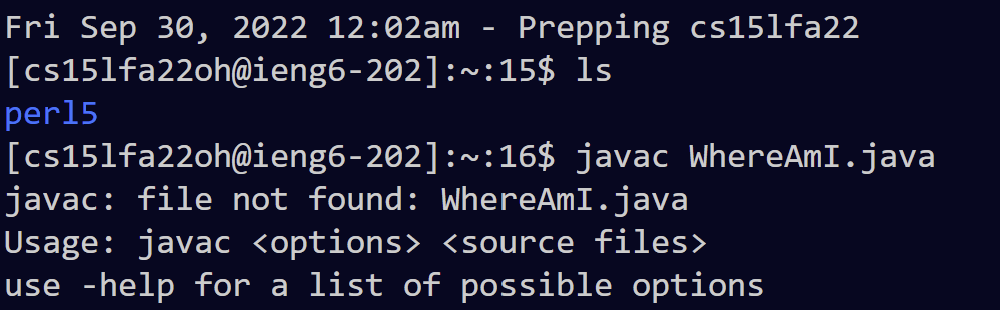 Fri Sep 30, 2022 12:02am - Prepping cs15lfa22
[cs15lfa22oh@ieng6-202]:~:15$ ls
perl5
[cs15lfa22oh@ieng6-202]:~:16$ javac WhereAmI.java
javac: file not found: WhereAmI.java
Usage: javac <options> <source files>
use -help for a list of possible options